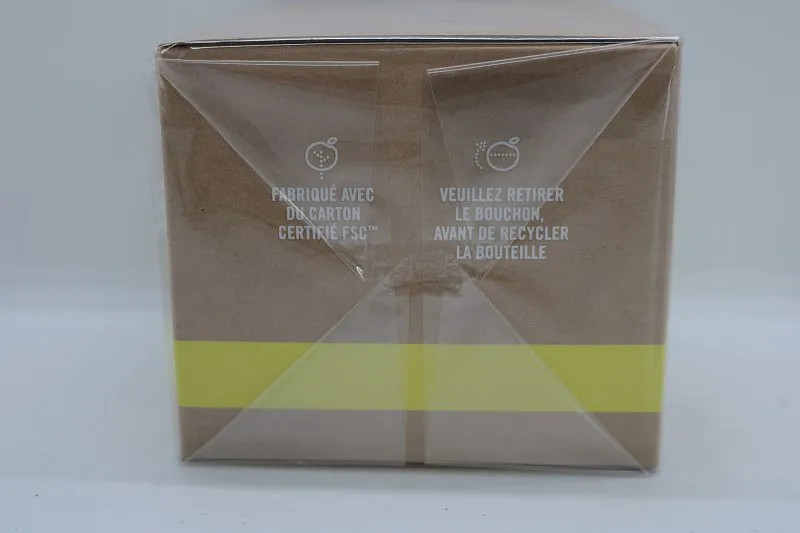 FABRIQUÉ AVEC
DU CARTON
CERTIFIÉ FSC™
VEUILLEZ RETIRER
LE BOUCHON,
AVANT DE RECYCLER
LA BOUTEILLE